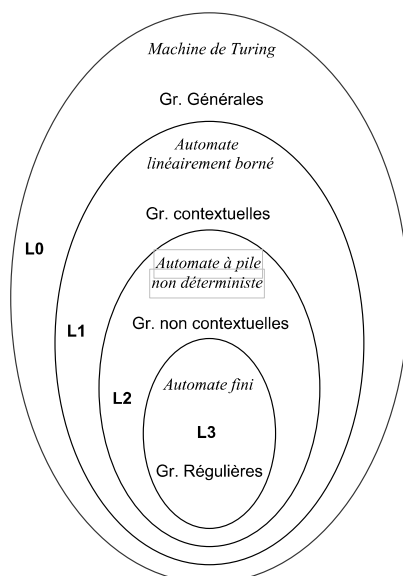 Machine de Turing
Gr. Générales
Automate
linéairement borné
Gr. contextuelles
L0
Automate à pile
non déterministe
Gr. non contextuelles
L1
Automate fini
L2
L3
Gr. Régulières